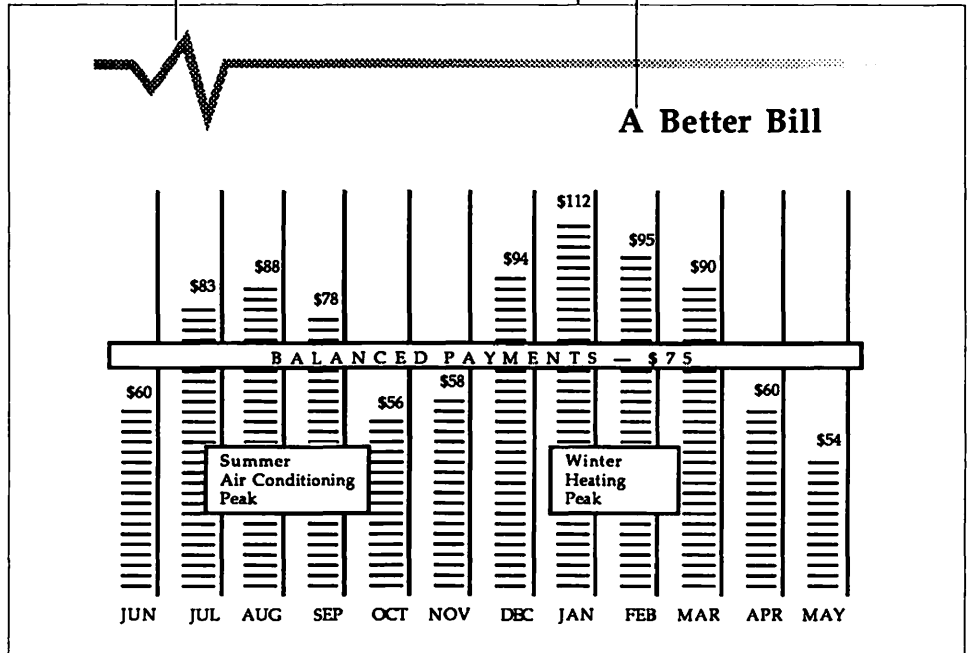 A Better Bill
$112
$95
$94
$90
$88
$83
$78
BALANCED PAYMENTS — $75
$60
$56
$58
$60
$54
Summer
Air Conditioning
Peak
Winter
Heating
Peak
JUN JUL AUG SEP OCT NOV DEC JAN FEB MAR APR MAY